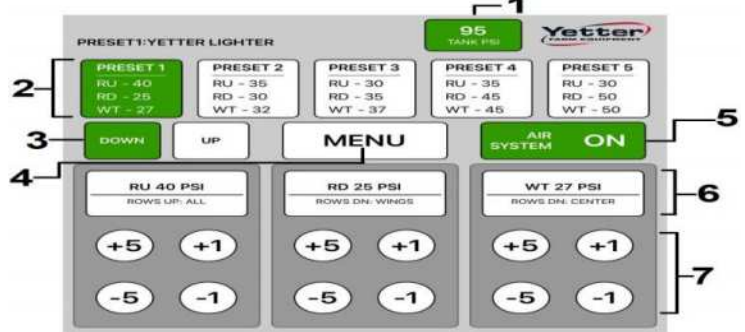 1
95
TANK PSI
Yetter
FARM EQUIPMENT
PRESET1:YETTER LIGHTER
2
PRESET 1
RU - 40
RD - 25
WT - 27
PRESET 2
RU - 35
RD - 30
WT - 32
PRESET 3
RU - 30
RD - 35
WT - 37
PRESET 4
RU - 35
RD - 45
WT - 45
PRESET 5
RU - 30
RD - 50
WT - 50
3
DOWN
UP
MENU
AIR SYSTEM ON
5
4
RU 40 PSI
ROWS UP: ALL
RD 25 PSI
ROWS DN: WINGS
WT 27 PSI
ROWS DN: CENTER
6
+5 +1
+5 +1
+5 +1
-5 -1
-5 -1
-5 -1
7